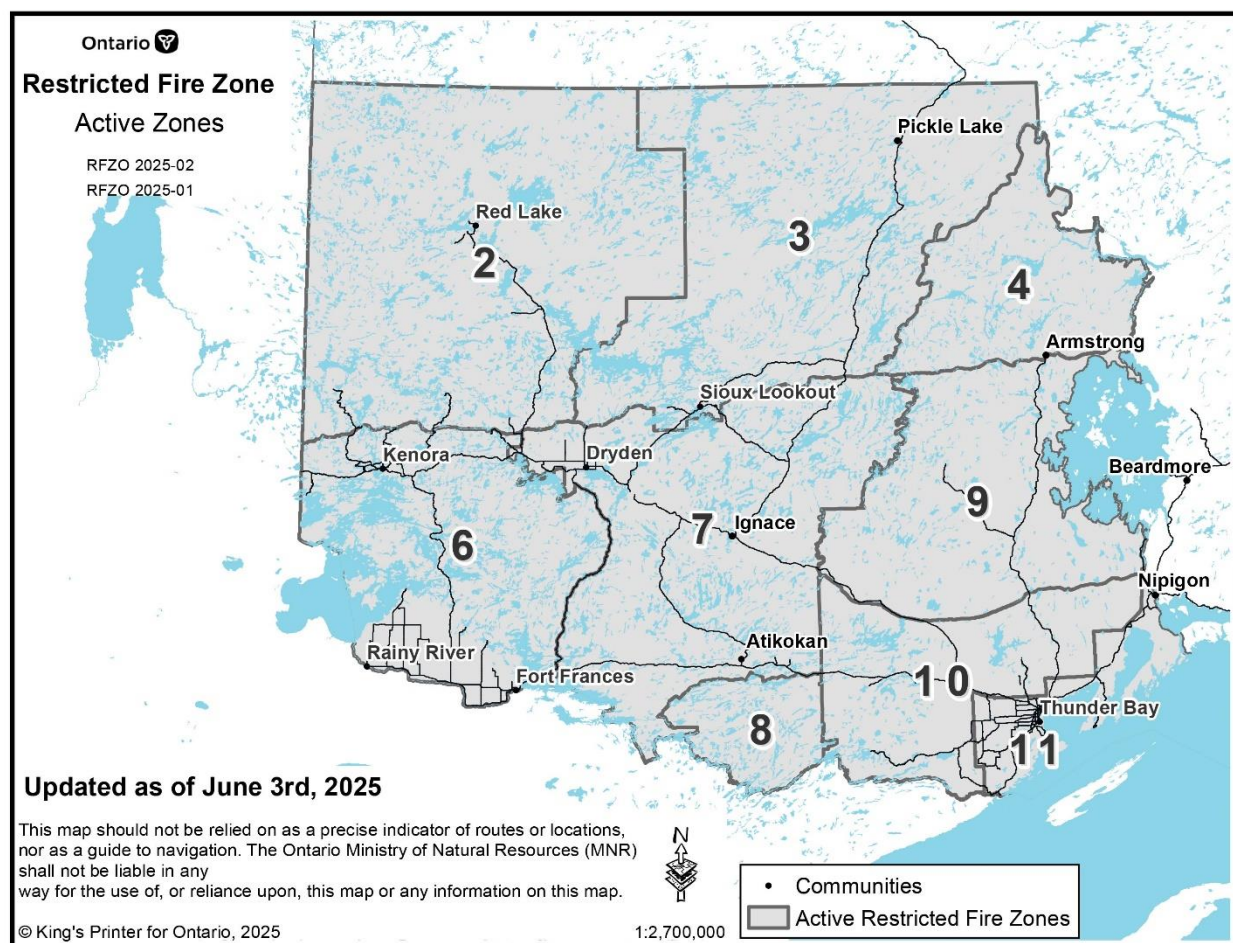 Ontario
Restricted Fire Zone
Active Zones
RFZO 2025-02
RFZO 2025-01
Pickle Lake
Red Lake
3
2
4
Armstrong
Sioux Lookout
Kenora
Dryden
Beardmore
9
7
Ignace
6
Nipigon
Rainy River
Atikokan
Fort Frances
10
8
Thunder Bay
11
Updated as of June 3rd, 2025
This map should not be relied on as a precise indicator of routes or locations,
nor as a guide to navigation. The Ontario Ministry of Natural Resources (MNR)
shall not be liable in any
way for the use of, or reliance upon, this map or any information on this map.
© King's Printer for Ontario, 2025
N
1:2,700,000
Communities
Active Restricted Fire Zones